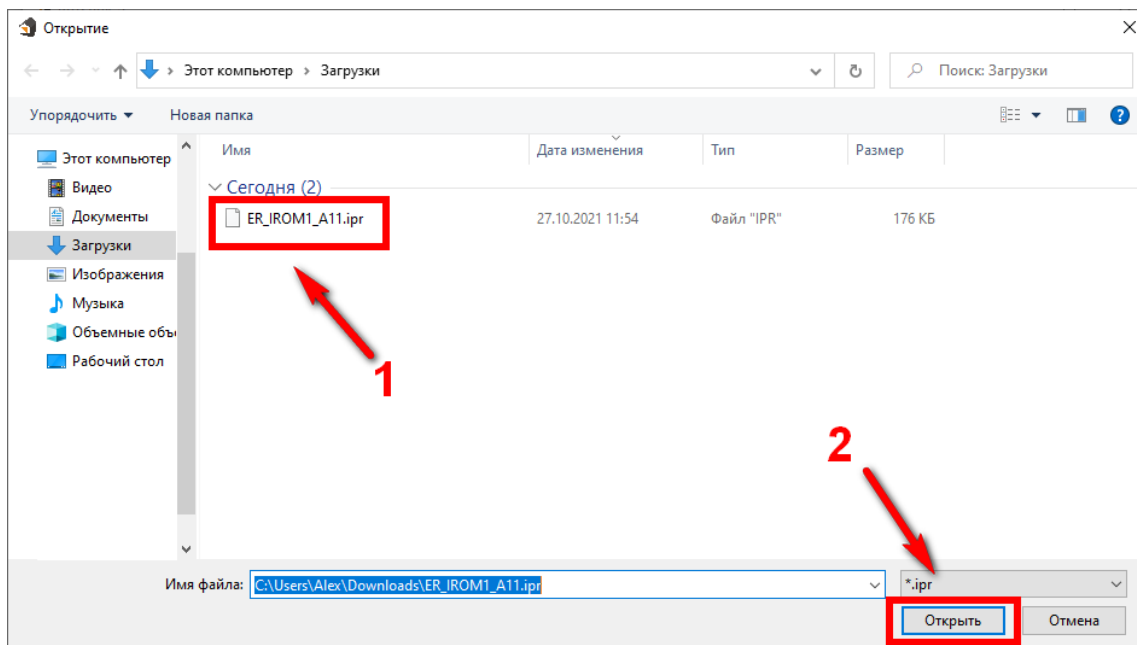 Открытие
Этот компьютер › Загрузки
Поиск: Загрузки
Упорядочить
Новая папка
Имя
Дата изменения
Тип
Размер
Этот компьютер
Видео
Документы
Загрузки
Изображения
Музыка
Объемные объ
Рабочий стол
Сегодня (2)
ER_IROM1_A11.ipr 27.10.2021 11:54 Файл "IPR" 176 КБ
1
2
Имя файла: C:\Users\Alex\Downloads\ER_IROM1_A11.ipr
*.ipr
Открыть
Отмена